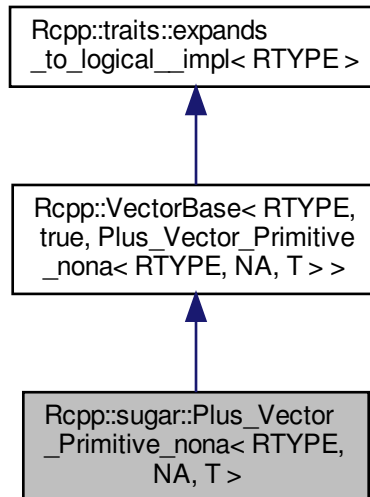 Rcpp::traits::expands
_to_logical__impl< RTYPE >
Rcpp::VectorBase< RTYPE,
true, Plus_Vector_Primitive
_nona< RTYPE, NA, T > >
Rcpp::sugar::Plus_Vector
_Primitive_nona< RTYPE,
NA, T >